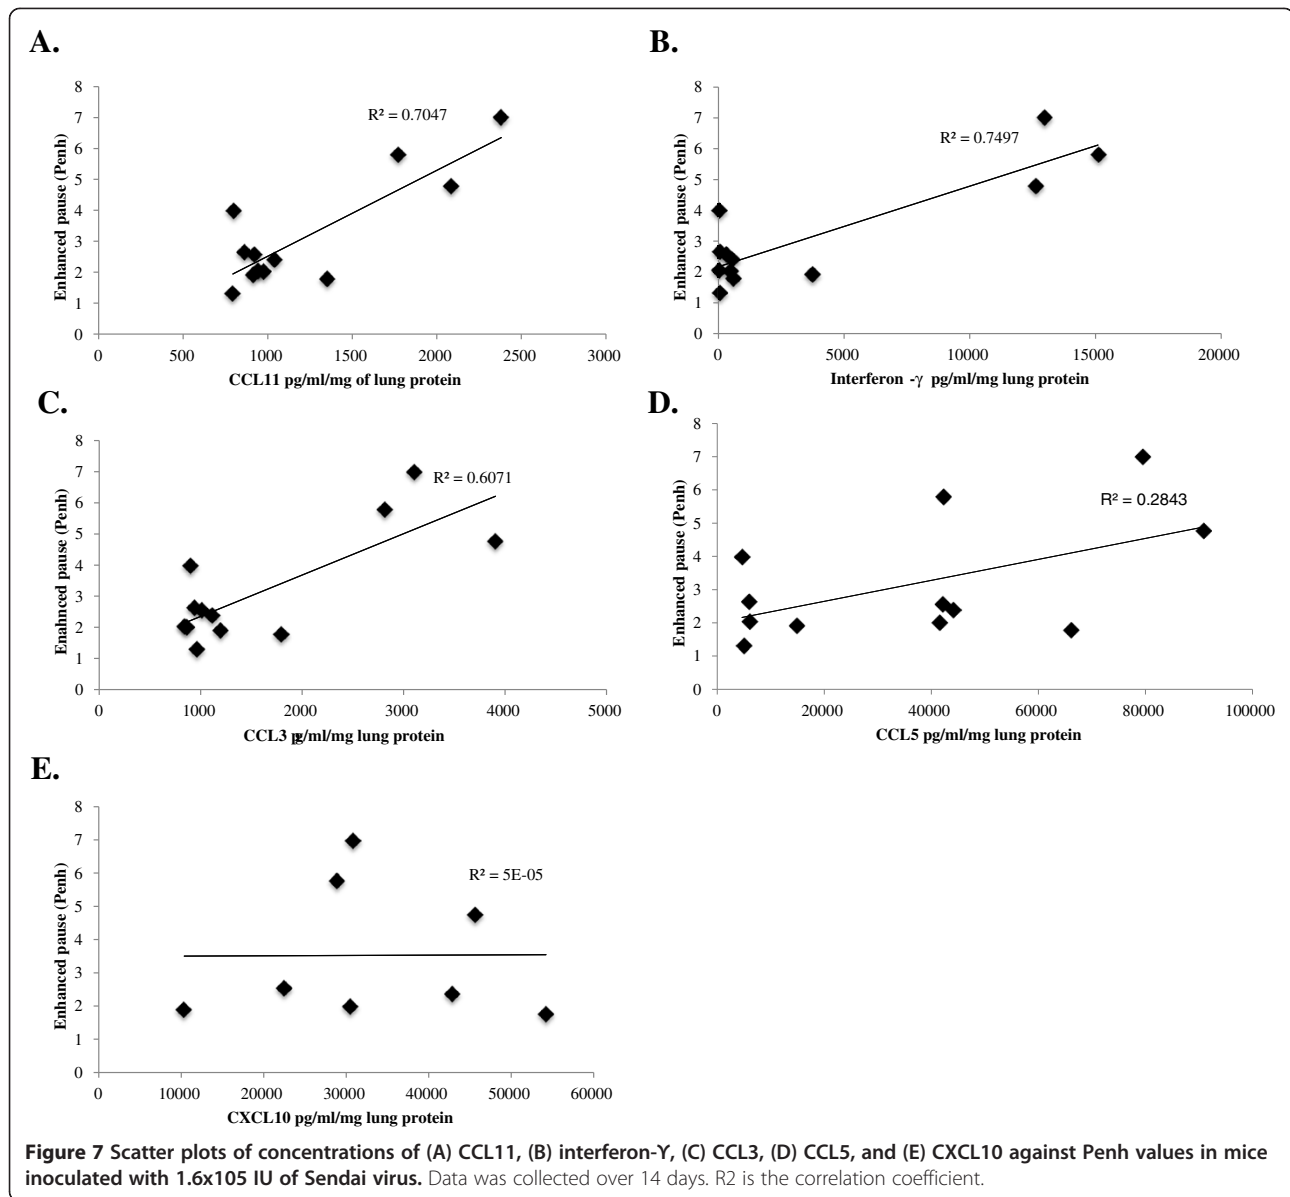 A.
8
7
6
5
4
3
2
1
0
Enhanced pause (Penh)
R² = 0.7047
0 500 1000 1500 2000 2500 3000
CCL11 pg/ml/mg of lung protein
B.
8
7
6
5
4
3
2
1
0
Enhanced pause (Penh)
R² = 0.7497
0 5000 10000 15000 20000
Interferon -γ pg/ml/mg lung protein
C.
8
7
6
5
4
3
2
1
0
Enahnced pause (Penh)
R² = 0.6071
0 1000 2000 3000 4000 5000
CCL3 pg/ml/mg lung protein
D.
8
7
6
5
4
3
2
1
0
Enhanced pause (Penh)
R² = 0.2843
0 20000 40000 60000 80000 100000
CCL5 pg/ml/mg lung protein
E.
8
7
6
5
4
3
2
1
0
Enhanced pause (Penh)
R² = 5E-05
0 10000 20000 30000 40000 50000 60000
CXCL10 pg/ml/mg lung protein
Figure 7 Scatter plots of concentrations of (A) CCL11, (B) interferon-Υ, (C) CCL3, (D) CCL5, and (E) CXCL10 against Penh values in mice
inoculated with 1.6x105 IU of Sendai virus. Data was collected over 14 days. R2 is the correlation coefficient.